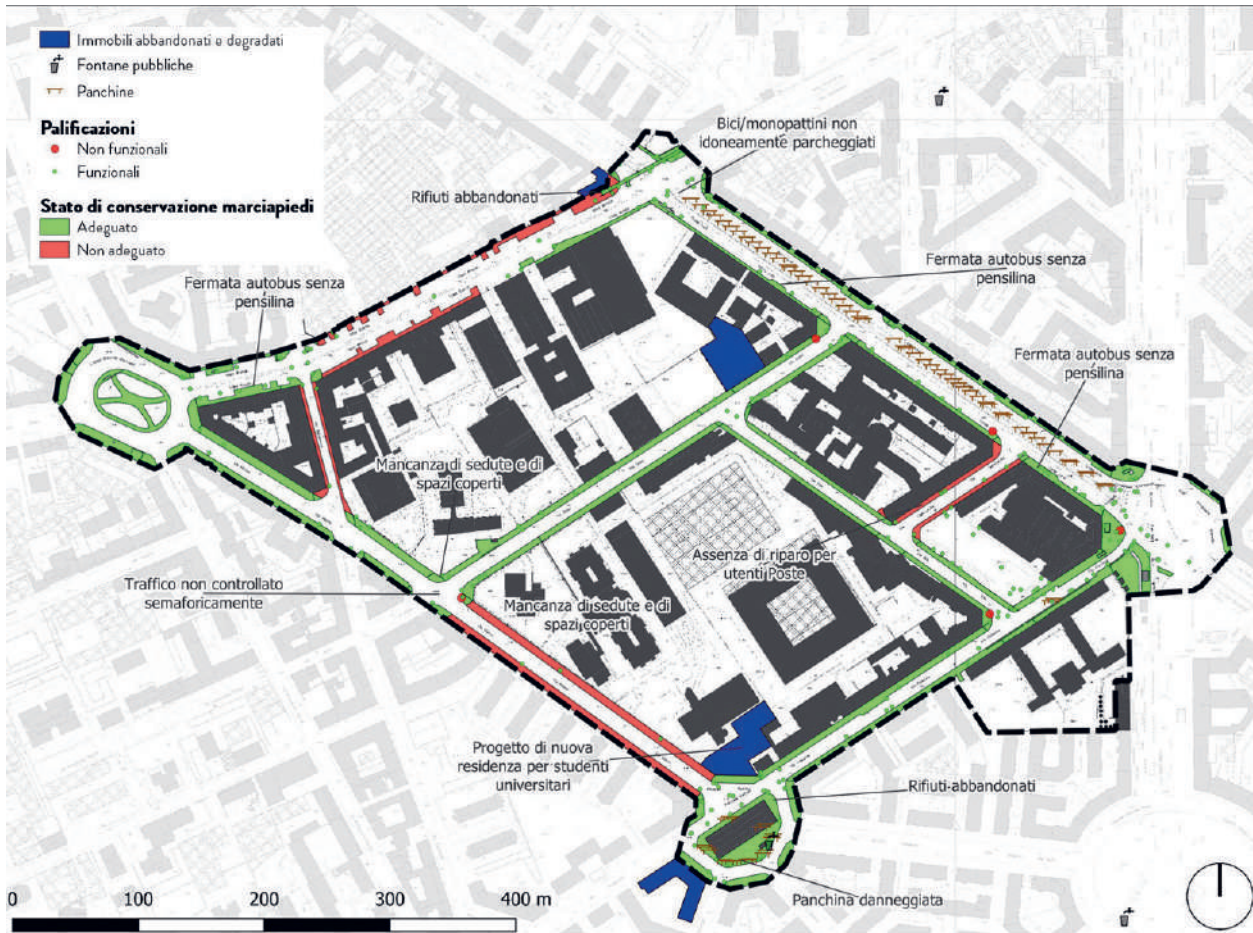 Immobili abbandonati e degradati
Fontane pubbliche
Panchine
Palificazioni
Non funzionali
Funzionali
Stato di conservazione marciapiedi
Adeguato
Non adeguato
Bici/monopattini non
idoneamente parcheggiati
Rifiuti abbandonati
Fermata autobus senza
pensilina
Fermata autobus senza
pensilina
Fermata autobus senza
pensilina
Mancanza di sedute e di
spazi coperti
Assenza di riparo per
utenti Poste
Traffico non controllato
semaforicamente
Mancanza di sedute e di
spazi coperti
Progetto di nuova
residenza per studenti
universitari
Rifiuti abbandonati
Panchina danneggiata
0 100 200 300 400 m